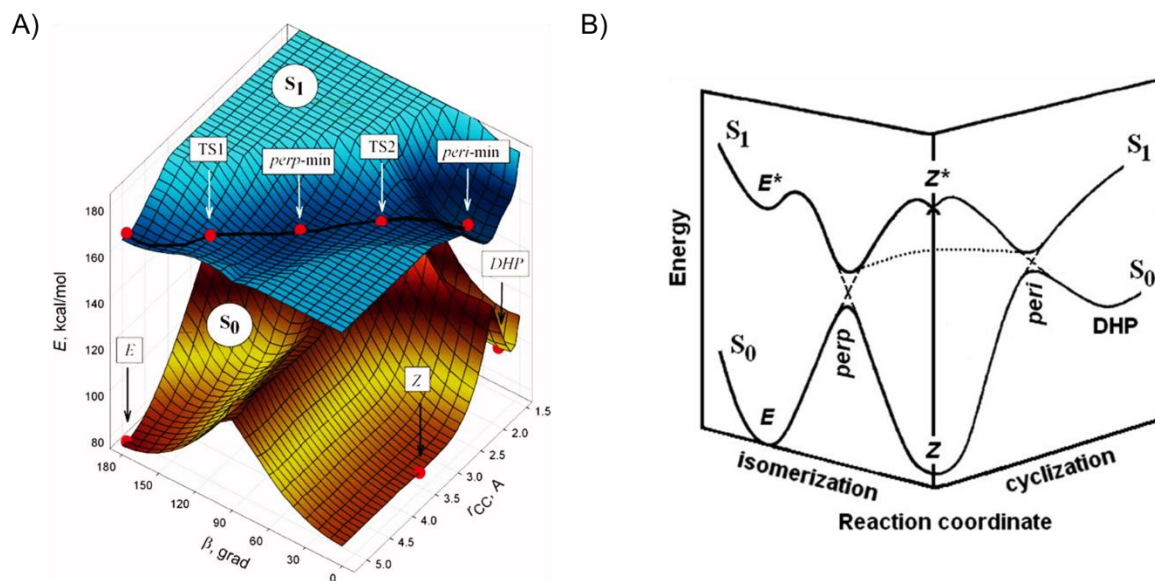 A)
B)
S₁
TS1
perp-min
TS2
peri-min
DHP
S₀
E
Z
E, kcal/mol
180
160
140
120
100
80
180
150
120
90
60
30
0
β, grad
1.5
2.0
2.5
3.0
3.5
4.0
4.5
5.0
r_CC, A
S₁
E*
Z*
S₁
Energy
S₀
E
perp
Z
peri
S₀
DHP
isomerization
cyclization
Reaction coordinate